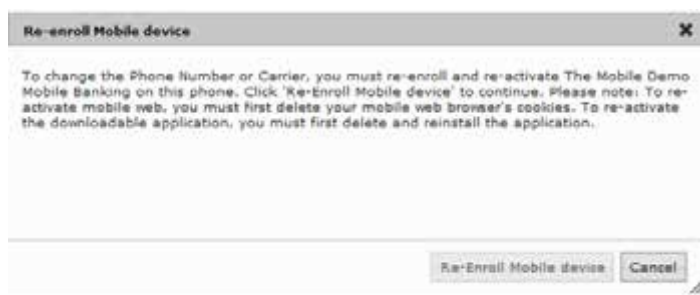 Re-enroll Mobile device
To change the Phone Number or Carrier, you must re-enroll and re-activate The Mobile Demo
Mobile Banking on this phone. Click 'Re-Enroll Mobile device' to continue. Please note: To re-
activate mobile web, you must first delete your mobile web browser's cookies. To re-activate
the downloadable application, you must first delete and reinstall the application.
Re-Enroll Mobile device Cancel